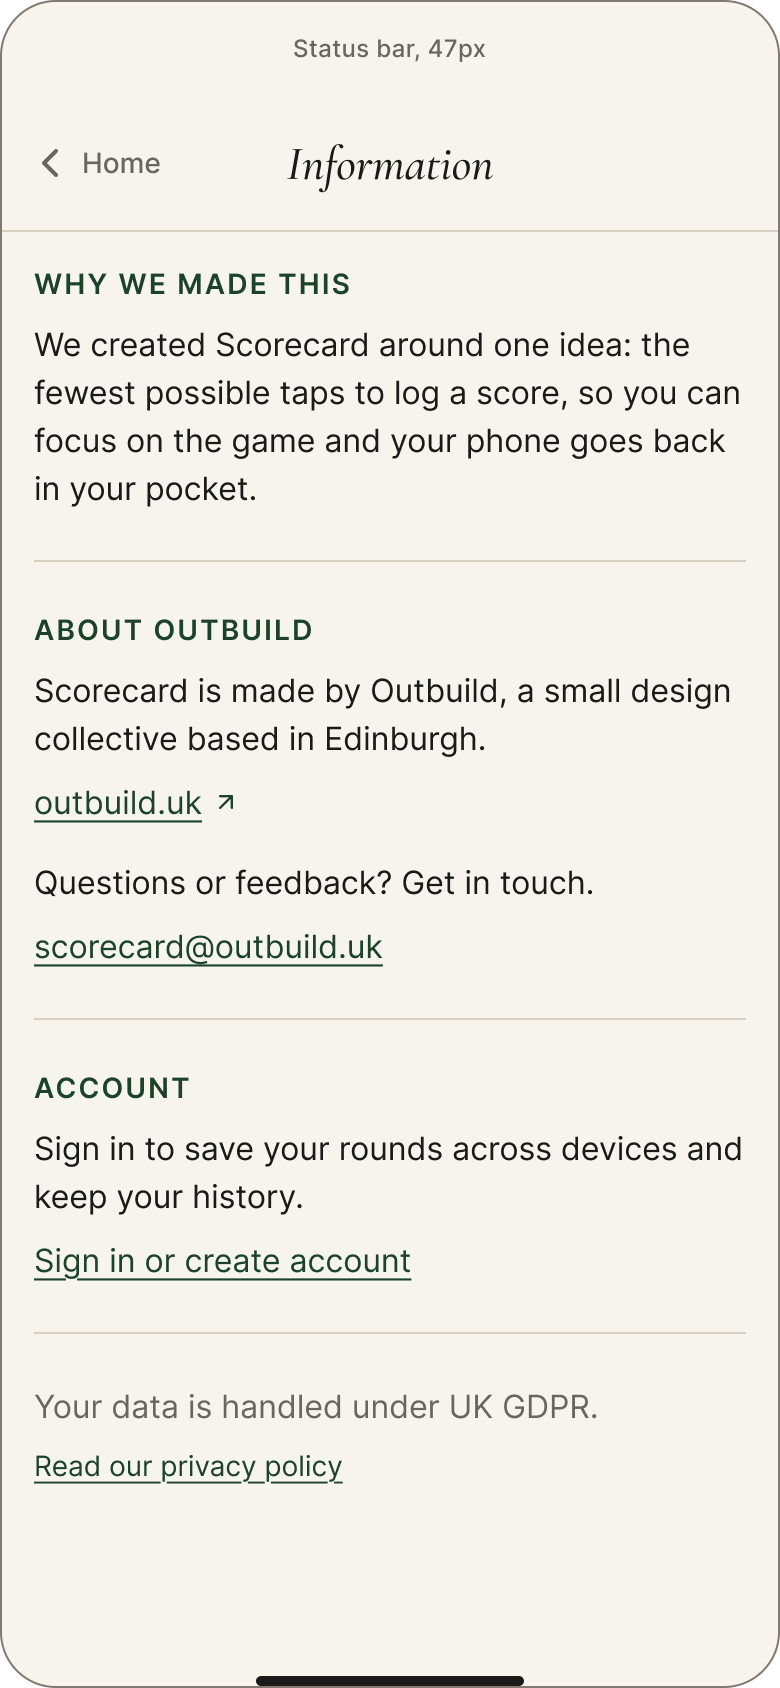 Status bar, 47px
Home
Information
WHY WE MADE THIS
We created Scorecard around one idea: the
fewest possible taps to log a score, so you can
focus on the game and your phone goes back
in your pocket.
ABOUT OUTBUILD
Scorecard is made by Outbuild, a small design
collective based in Edinburgh.
outbuild.uk
Questions or feedback? Get in touch.
scorecard@outbuild.uk
ACCOUNT
Sign in to save your rounds across devices and
keep your history.
Sign in or create account
Your data is handled under UK GDPR.
Read our privacy policy